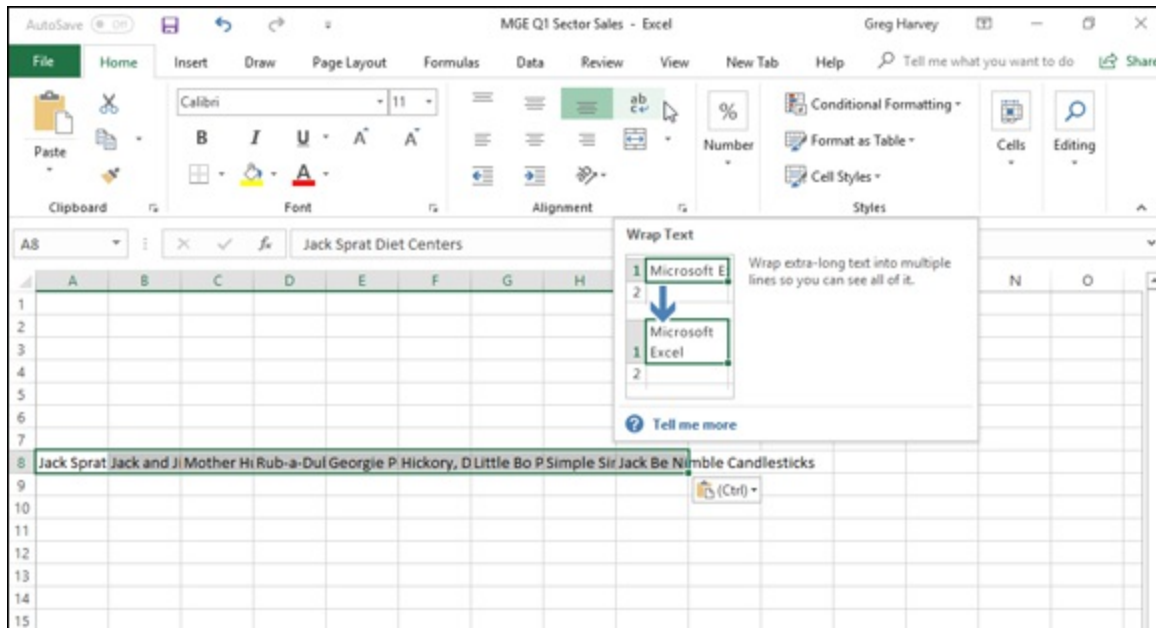 AutoSave Off MGE Q1 Sector Sales - Excel Greg Harvey
File Home Insert Draw Page Layout Formulas Data Review View New Tab Help Tell me what you want to do Share
Calibri 11 ab % Conditional Formatting
Paste B I U A A Number Format as Table Cells Editing
A Cell Styles
Clipboard Font Alignment Styles
A8 fx Jack Sprat Diet Centers
Wrap Text
Wrap extra-long text into multiple
lines so you can see all of it.
1 Microsoft E
2
Microsoft
1 Excel
2
Tell me more
A B C D E F G H N O
1
2
3
4
5
6
7
8 Jack Sprat Jack and Ji Mother Hu Rub-a-Dul Georgie P Hickory, D Little Bo P Simple Sir Jack Be Nimble Candlesticks
9 (Ctrl)
10
11
12
13
14
15